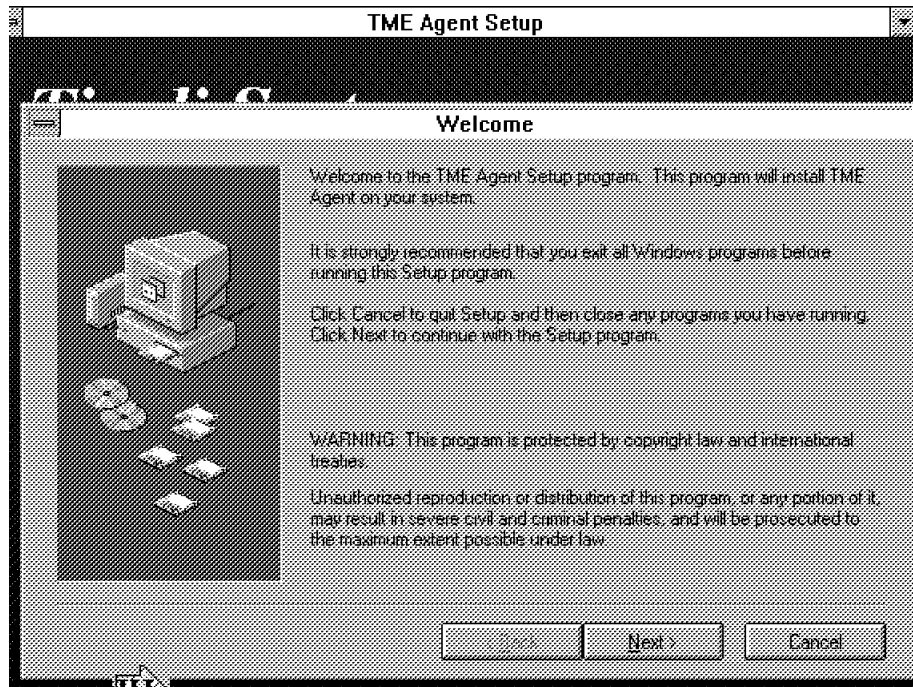 TME Agent Setup
Welcome
Welcome to the TME Agent Setup program. This program will install TME
Agent on your system.
It is strongly recommended that you exit all Windows programs before
running this Setup program.
Click Cancel to quit Setup and then close any programs you have running.
Click Next to continue with the Setup program.
WARNING: This program is protected by copyright law and international
treaties.
Unauthorized reproduction or distribution of this program, or any portion of it,
may result in severe civil and criminal penalties, and will be prosecuted to
the maximum extent possible under law.
Next >
Cancel